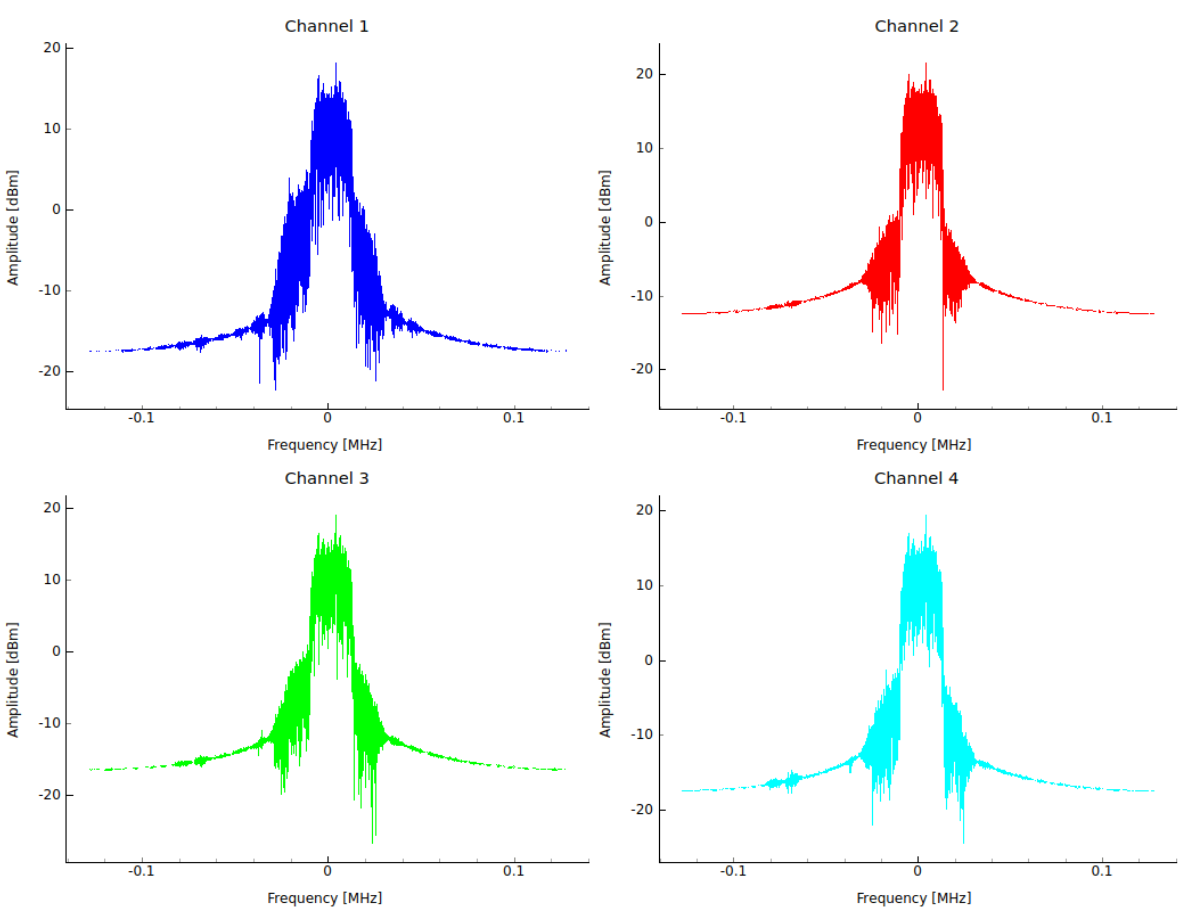 Channel 1
20
10
0
-10
-20
Amplitude [dBm]
-0.1 0 0.1
Frequency [MHz]
Channel 2
20
10
0
-10
-20
Amplitude [dBm]
-0.1 0 0.1
Frequency [MHz]
Channel 3
20
10
0
-10
-20
Amplitude [dBm]
-0.1 0 0.1
Frequency [MHz]
Channel 4
20
10
0
-10
-20
Amplitude [dBm]
-0.1 0 0.1
Frequency [MHz]